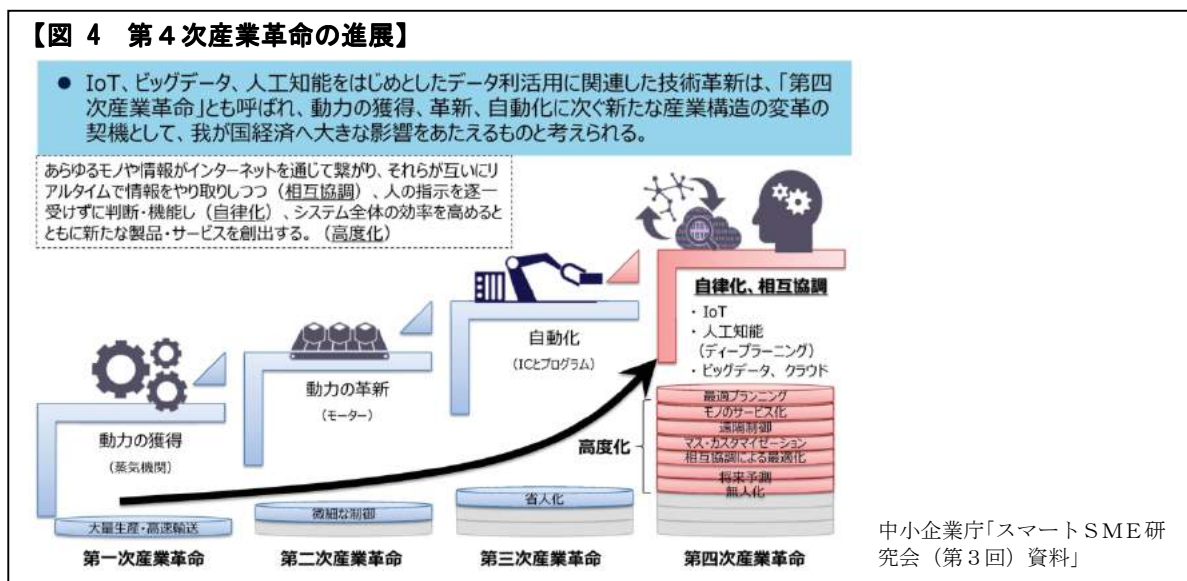 【図 4　第４次産業革命の進展】
● IoT、ビッグデータ、人工知能をはじめとしたデータ利活用に関連した技術革新は、「第四
次産業革命」とも呼ばれ、動力の獲得、革新、自動化に次ぐ新たな産業構造の変革の
契機として、我が国経済へ大きな影響をあたえるものと考えられる。
あらゆるモノや情報がインターネットを通じて繋がり、それらが互いにリ
アルタイムで情報をやり取りしつつ（相互協調）、人の指示を逐一
受けずに判断・機能し（自律化）、システム全体の効率を高めると
ともに新たな製品・サービスを創出する。（高度化）
動力の獲得
（蒸気機関）
大量生産・高速輸送
第一次産業革命
動力の革新
（モーター）
微細な制御
第二次産業革命
自動化
（ICとプログラム）
省人化
第三次産業革命
自律化、相互協調
・IoT
・人工知能
（ディープラーニング）
・ビッグデータ、クラウド
高度化
最適プランニング
モノのサービス化
遠隔制御
マス・カスタマイゼーション
相互協調による最適化
将来予測
無人化
第四次産業革命
中小企業庁「スマートＳＭＥ研
究会（第３回）資料」